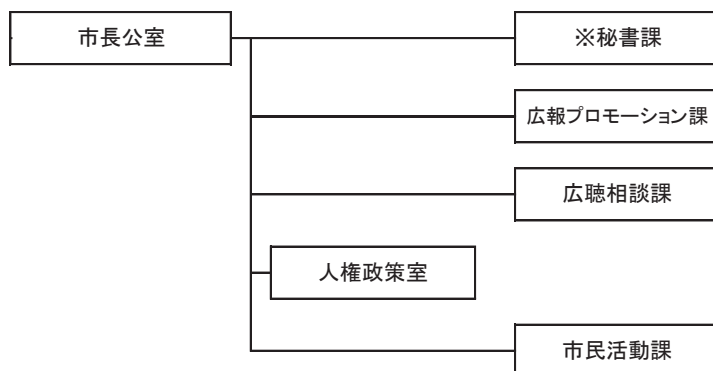 市長公室
※秘書課
広報プロモーション課
広聴相談課
人権政策室
市民活動課